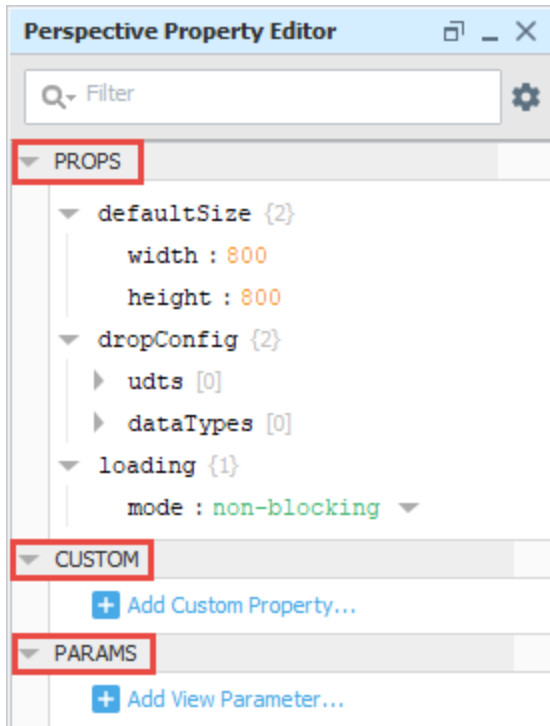 Perspective Property Editor
Filter
PROPS
defaultSize {2}
width : 800
height : 800
dropConfig {2}
udts [0]
dataTypes [0]
loading {1}
mode : non-blocking
CUSTOM
Add Custom Property...
PARAMS
Add View Parameter...